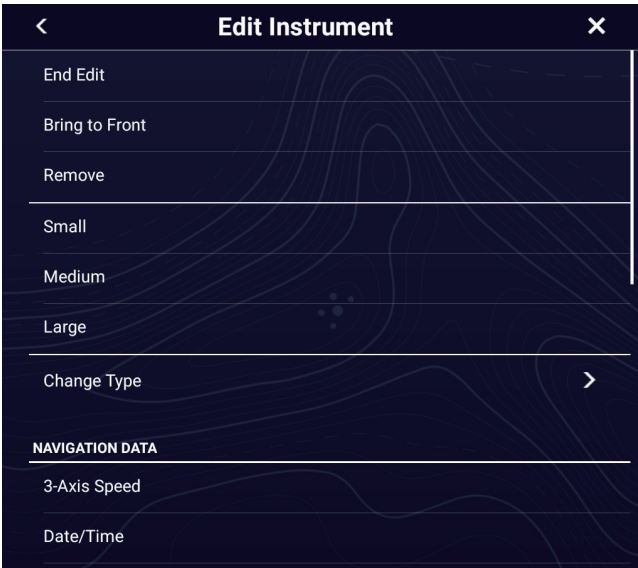 Edit Instrument
End Edit
Bring to Front
Remove
Small
Medium
Large
Change Type
NAVIGATION DATA
3-Axis Speed
Date/Time